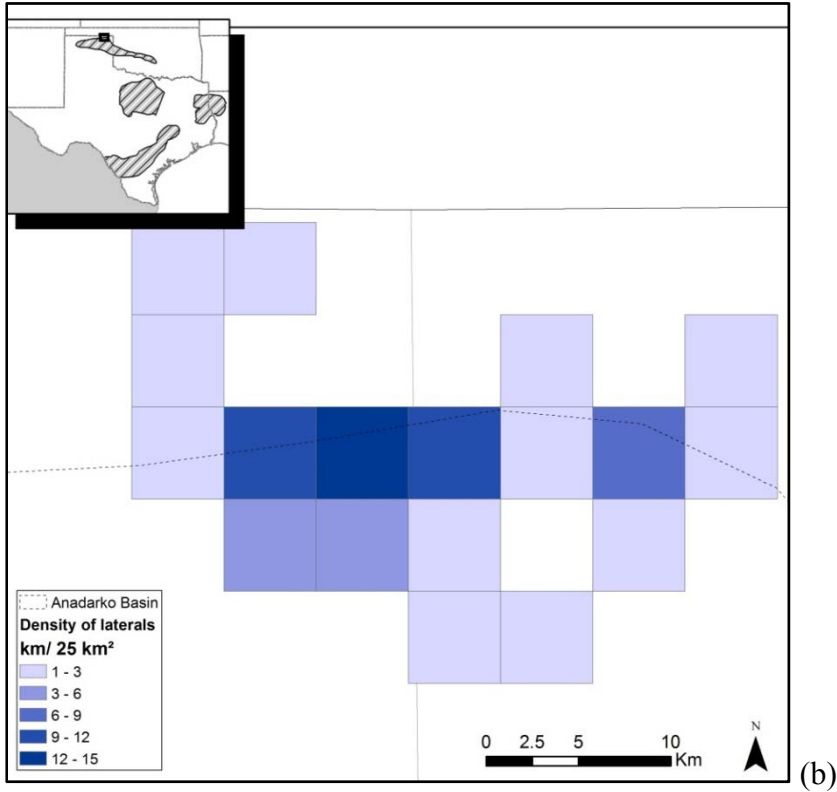 Anadarko Basin
Density of laterals
km/ 25 km²
1 - 3
3 - 6
6 - 9
9 - 12
12 - 15
0 2.5 5 10
Km
N
(b)